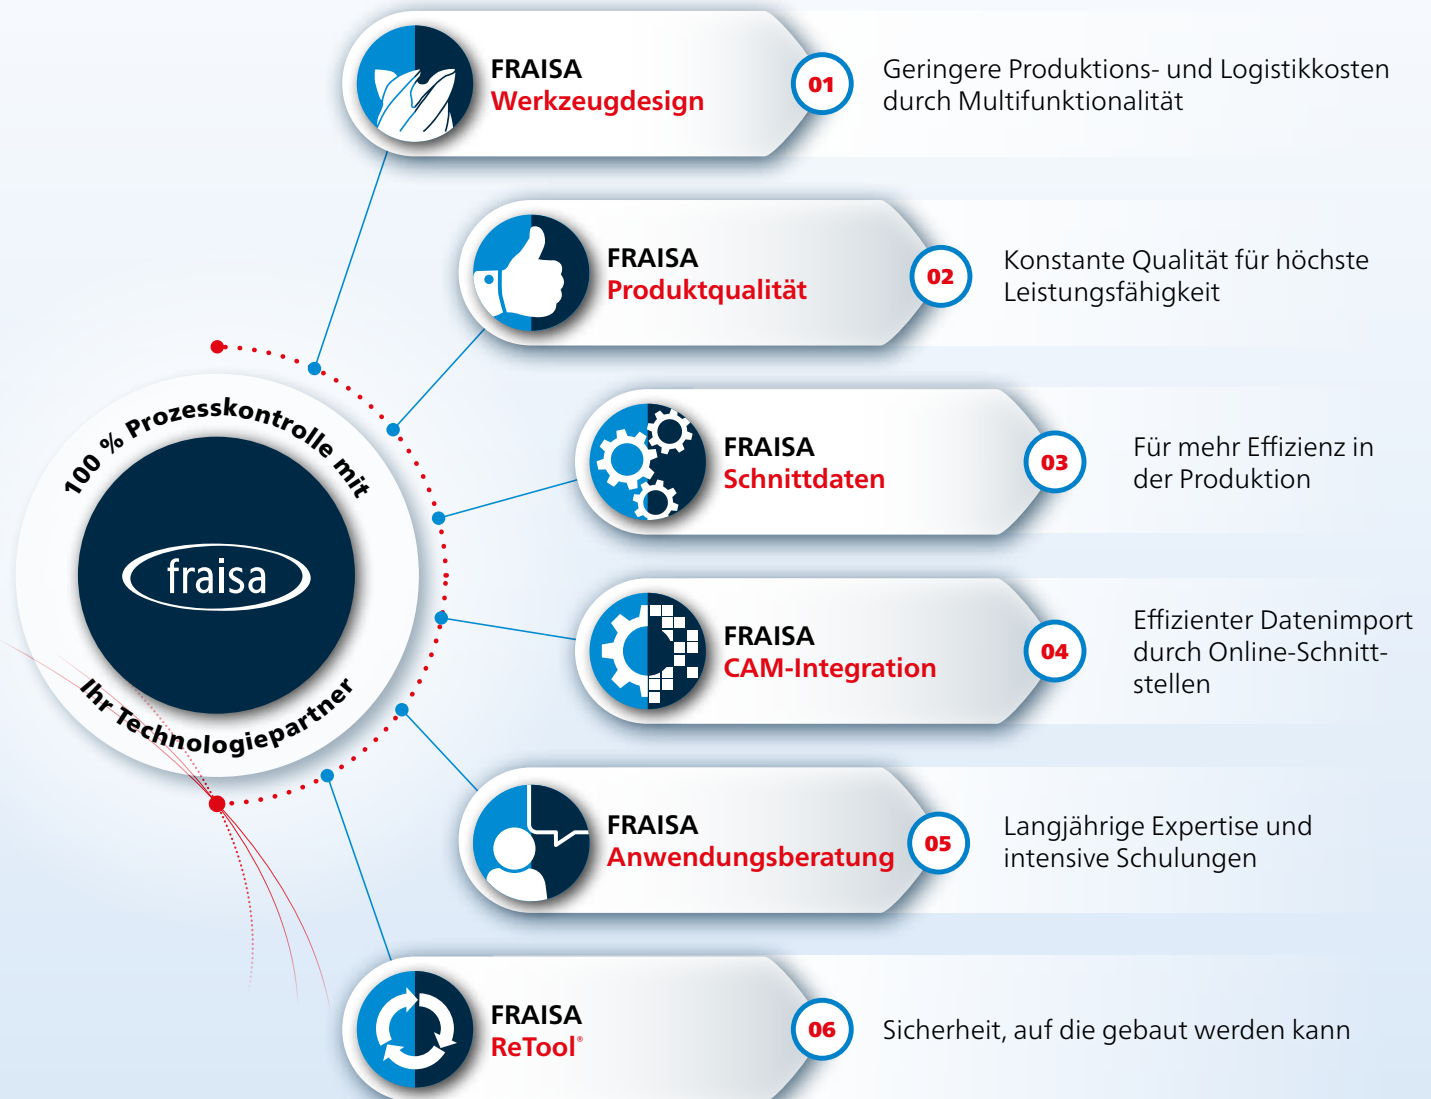 FRAISA
Werkzeugdesign
01
Geringere Produktions- und Logistikkosten
durch Multifunktionalität
FRAISA
Produktqualität
02
Konstante Qualität für höchste
Leistungsfähigkeit
100 % Prozesskontrolle mit
fraisa
Ihr Technologiepartner
FRAISA
Schnittdaten
03
Für mehr Effizienz in
der Produktion
FRAISA
CAM-Integration
04
Effizienter Datenimport
durch Online-Schnitt-
stellen
FRAISA
Anwendungsberatung
05
Langjährige Expertise und
intensive Schulungen
FRAISA
ReTool®
06
Sicherheit, auf die gebaut werden kann